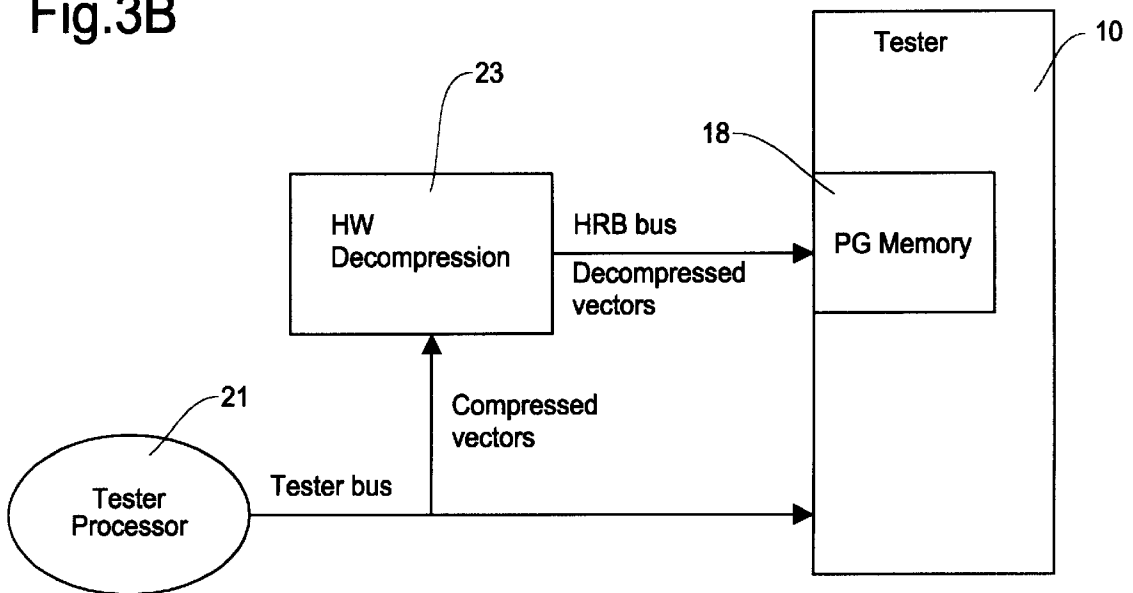 Fig.3B
Tester
10
23
18
HW
Decompression
HRB bus
Decompressed
vectors
PG Memory
21
Compressed
vectors
Tester bus
Tester
Processor